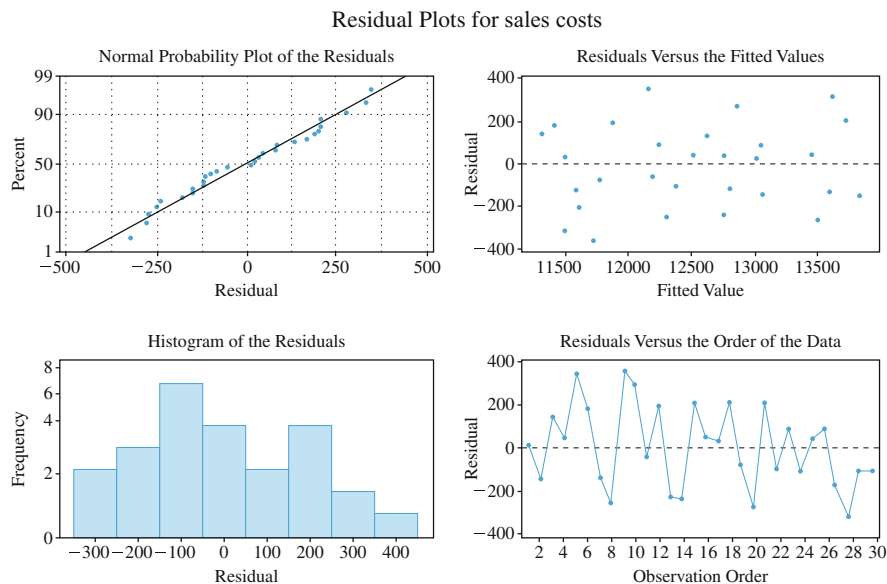 Residual Plots for sales costs
Normal Probability Plot of the Residuals
99
90
50
10
1
Percent
−500
−250
0
250
500
Residual
Residuals Versus the Fitted Values
400
200
0
−200
−400
Residual
11500
12000
12500
13000
13500
Fitted Value
Histogram of the Residuals
8
6
4
2
0
Frequency
−300
−200
−100
0
100
200
300
400
Residual
Residuals Versus the Order of the Data
400
200
0
−200
−400
Residual
2 4 6 8 10 12 14 16 18 20 22 24 26 28 30
Observation Order